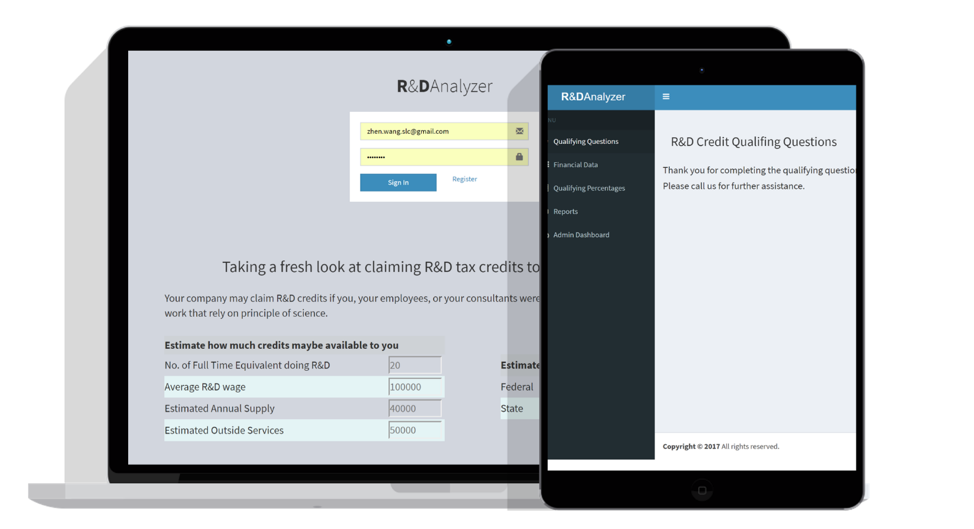 R&DAnalyzer
zhen.wang.slc@gmail.com
••••••••
Sign In
Register
Taking a fresh look at claiming R&D tax credits to
Your company may claim R&D credits if you, your employees, or your consultants were
work that rely on principle of science.
Estimate how much credits maybe available to you
No. of Full Time Equivalent doing R&D 20
Average R&D wage 100000
Estimated Annual Supply 40000
Estimated Outside Services 50000
Estimate
Federal
State
R&DAnalyzer
Qualifying Questions
Financial Data
Qualifying Percentages
Reports
Admin Dashboard
R&D Credit Qualifing Questions
Thank you for completing the qualifying questio
Please call us for further assistance.
Copyright © 2017 All rights reserved.